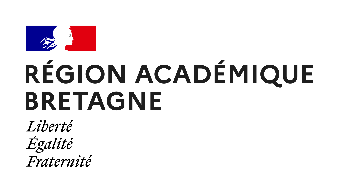 RÉGION ACADÉMIQUE
BRETAGNE
Liberté
Égalité
Fraternité